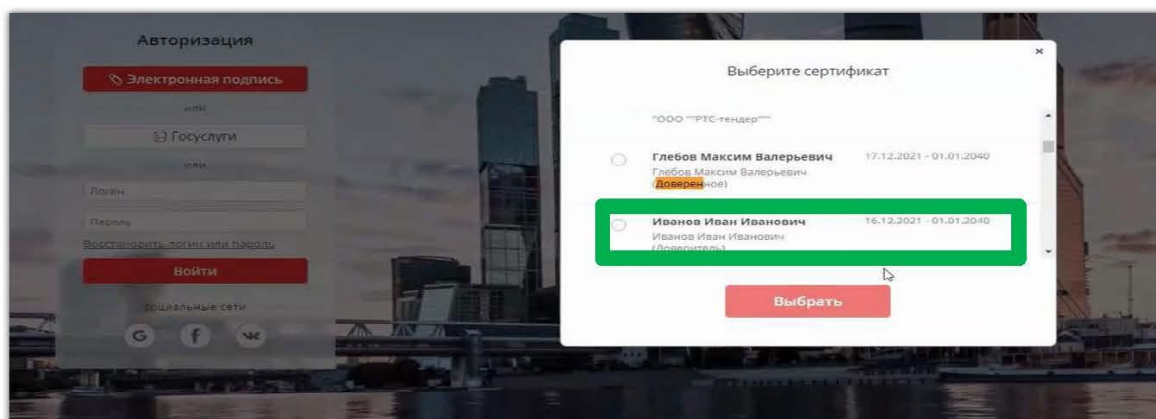 Авторизация
Электронная подпись
или
Госуслуги
или
Логин
Пароль
Восстановить логин или пароль
Войти
социальные сети
G f
Выберите сертификат
×
"ООО ""РТС-тендер"""
Глебов Максим Валерьевич 17.12.2021 - 01.01.2040
Глебов Максим Валерьевич
(Доверенное)
Иванов Иван Иванович 16.12.2021 - 01.01.2040
Иванов Иван Иванович
(Доверитель)
Выбрать